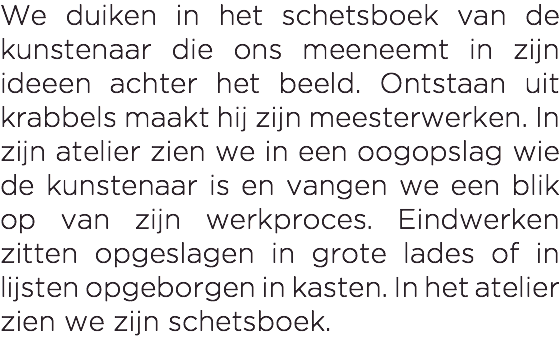 We duiken in het schetsboek van de
kunstenaar die ons meeneemt in zijn
ideeen achter het beeld. Ontstaan uit
krabbels maakt hij zijn meesterwerken. In
zijn atelier zien we in een oogopslag wie
de kunstenaar is en vangen we een blik
op van zijn werkproces. Eindwerken
zitten opgeslagen in grote lades of in
lijsten opgeborgen in kasten. In het atelier
zien we zijn schetsboek.